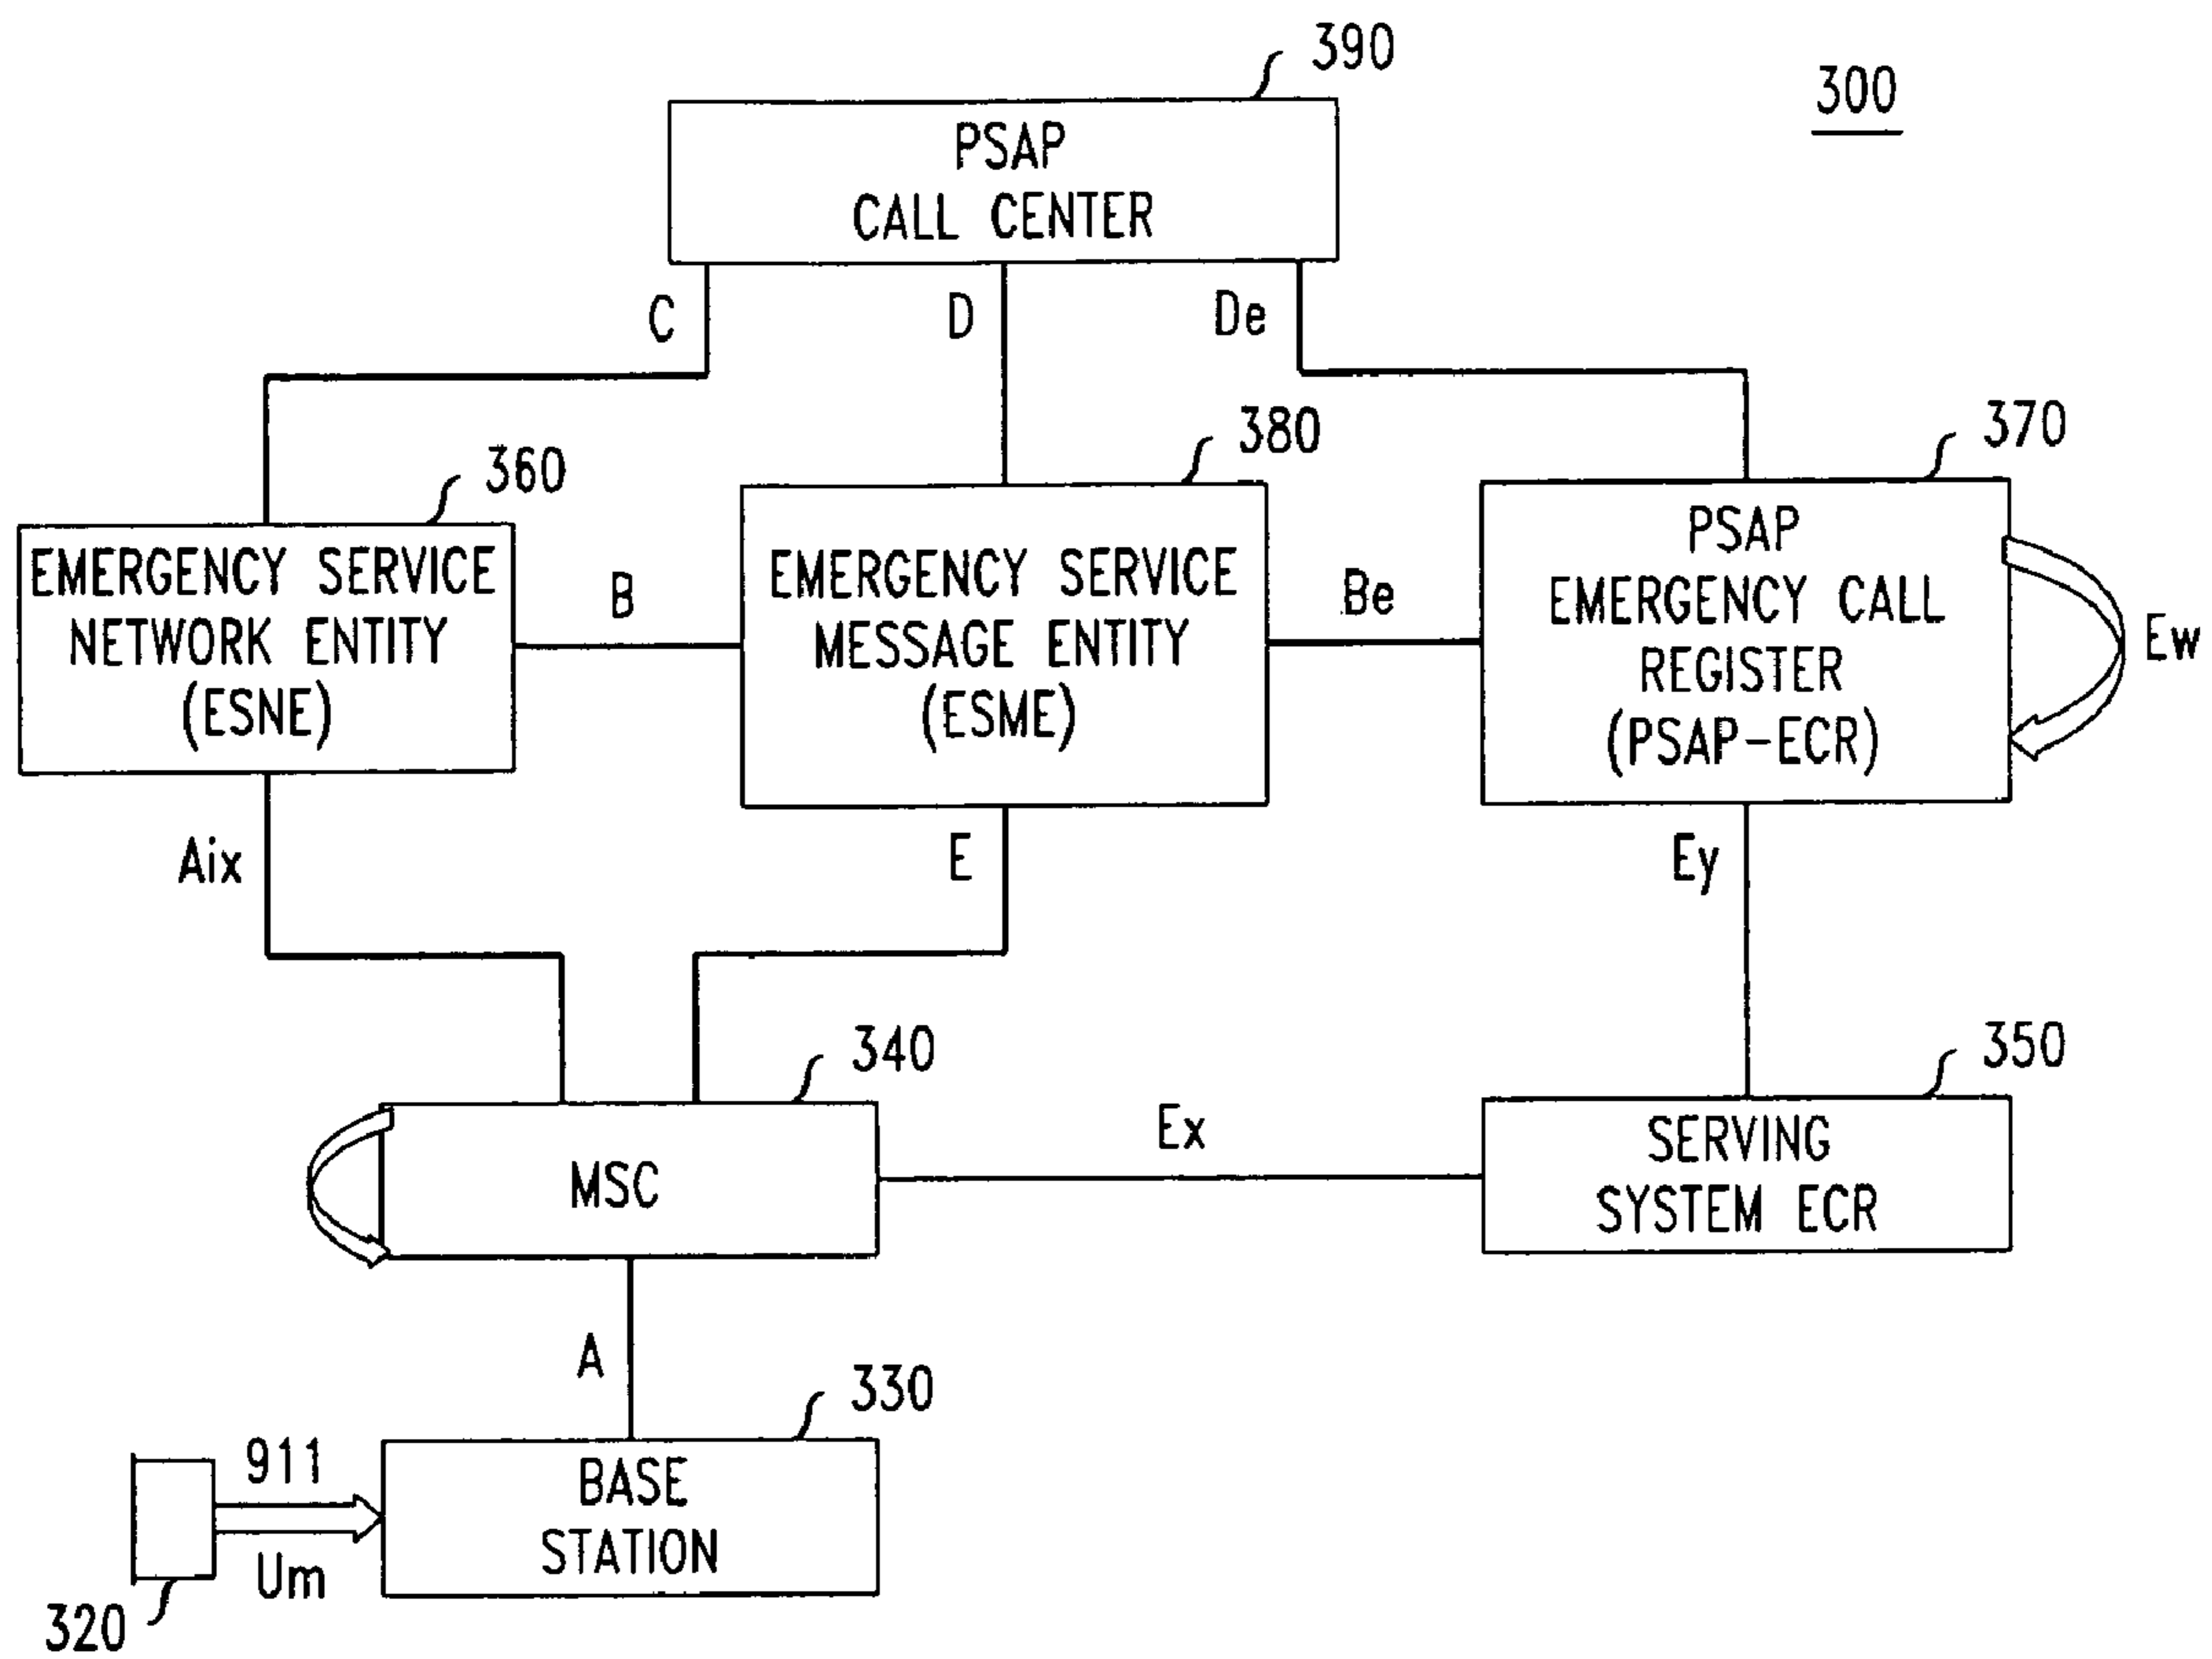 390
300
PSAP
CALL CENTER
C
D
De
360
380
370
EMERGENCY SERVICE
NETWORK ENTITY
(ESNE)
B
EMERGENCY SERVICE
MESSAGE ENTITY
(ESME)
Be
PSAP
EMERGENCY CALL
REGISTER
(PSAP-ECR)
Ew
Aix
E
Ey
340
350
MSC
Ex
SERVING
SYSTEM ECR
A
330
911
Um
BASE
STATION
320